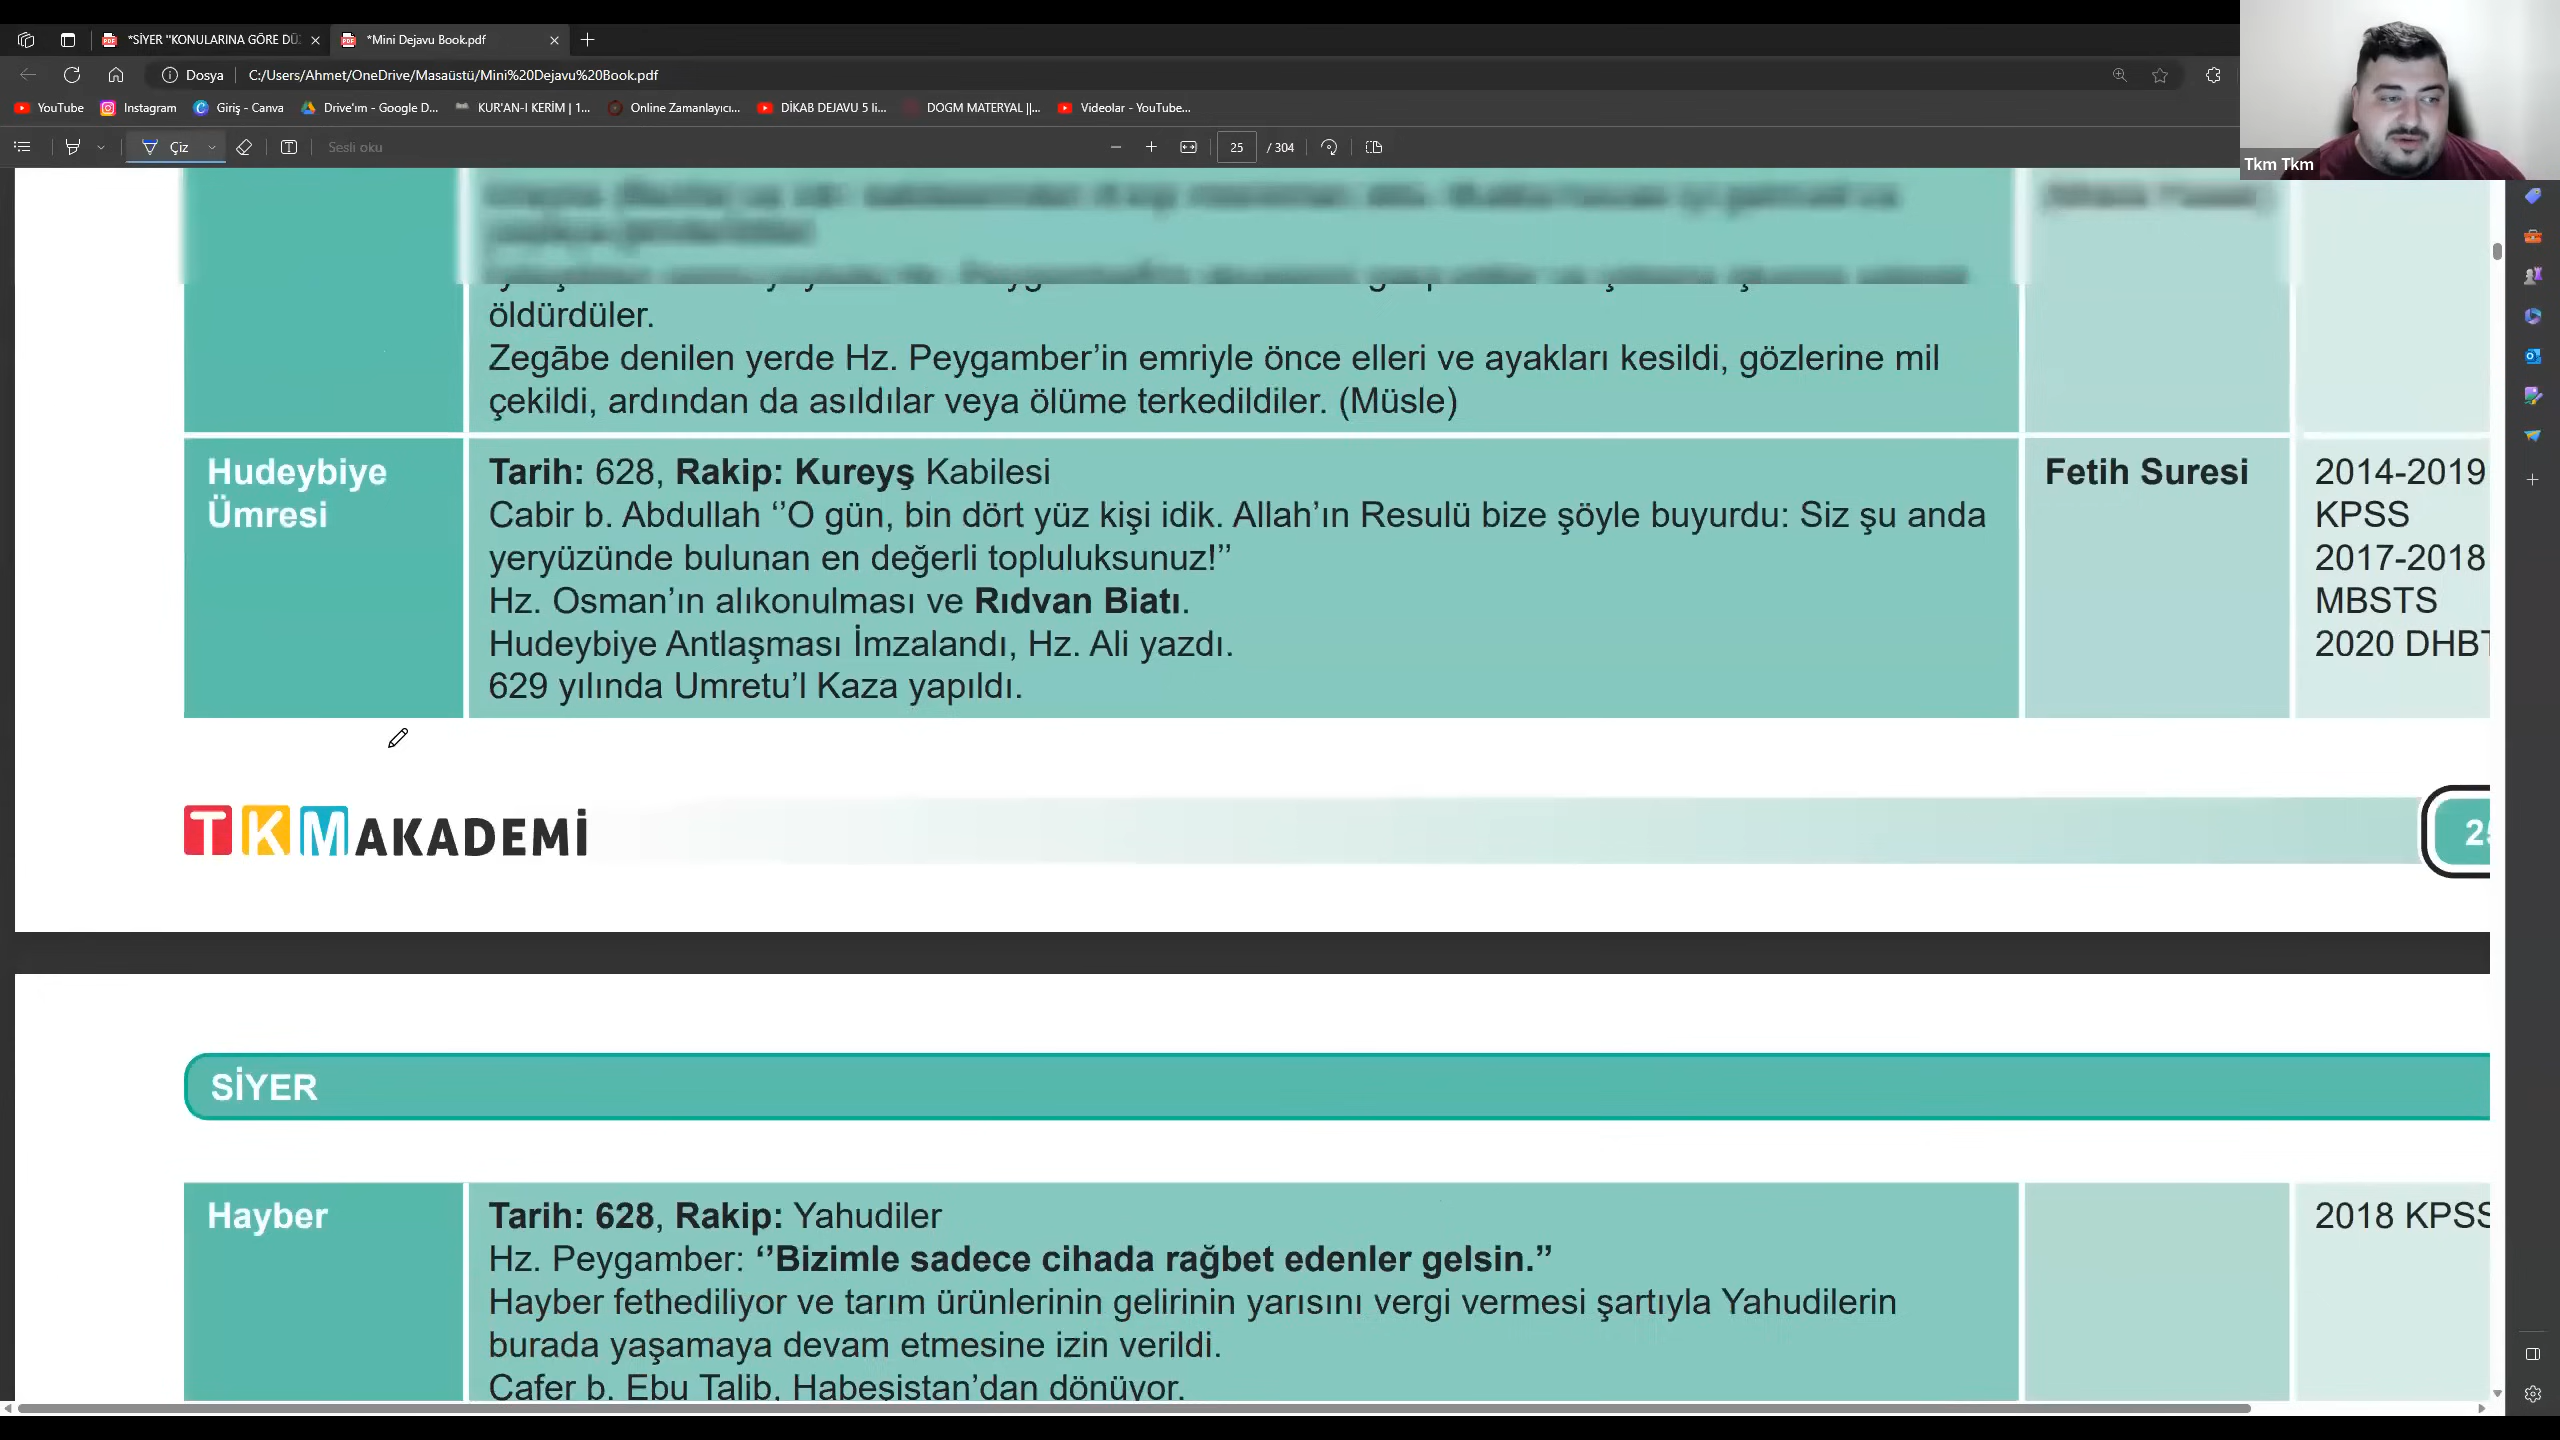 *SİYER "KONULARINA GÖRE DÜ
*Mini Dejavu Book.pdf
Dosya
C:/Users/Ahmet/OneDrive/Masaüstü/Mini%20Dejavu%20Book.pdf
YouTube
Instagram
Giriş - Canva
Drive'ım - Google D...
KUR'AN-I KERİM | 1...
Online Zamanlayıcı...
DİKAB DEJAVU 5 li...
DOGM MATERYAL ||...
Videolar - YouTube...
Çiz
Sesli oku
25 / 304
Tkm Tkm
öldürdüler.
Zegābe denilen yerde Hz. Peygamber’in emriyle önce elleri ve ayakları kesildi, gözlerine mil
çekildi, ardından da asıldılar veya ölüme terkedildiler. (Müsle)
Hudeybiye
Ümresi
Tarih: 628, Rakip: Kureyş Kabilesi
Cabir b. Abdullah ‘’O gün, bin dört yüz kişi idik. Allah’ın Resulü bize şöyle buyurdu: Siz şu anda
yeryüzünde bulunan en değerli topluluksunuz!’’
Hz. Osman’ın alıkonulması ve Rıdvan Biatı.
Hudeybiye Antlaşması İmzalandı, Hz. Ali yazdı.
629 yılında Umretu’l Kaza yapıldı.
Fetih Suresi
2014-2019
KPSS
2017-2018
MBSTS
2020 DHBT
TKM AKADEMİ
25
SİYER
Hayber
Tarih: 628, Rakip: Yahudiler
Hz. Peygamber: ‘’Bizimle sadece cihada rağbet edenler gelsin.’’
Hayber fethediliyor ve tarım ürünlerinin gelirinin yarısını vergi vermesi şartıyla Yahudilerin
burada yaşamaya devam etmesine izin verildi.
Cafer b. Ebu Talib, Habeşistan’dan dönüyor.
2018 KPSS